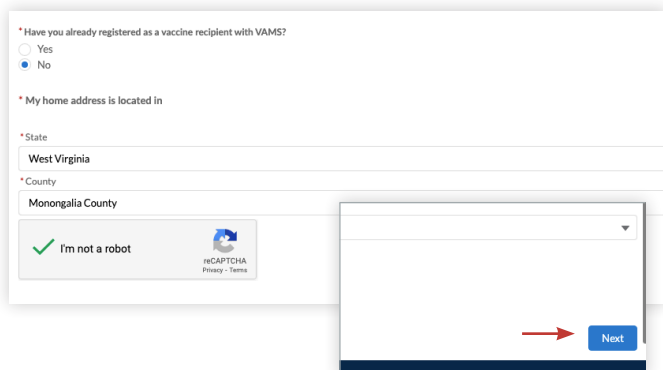 * Have you already registered as a vaccine recipient with VAMS?
Yes
No
* My home address is located in
* State
West Virginia
* County
Monongalia County
I'm not a robot
reCAPTCHA
Privacy - Terms
Next